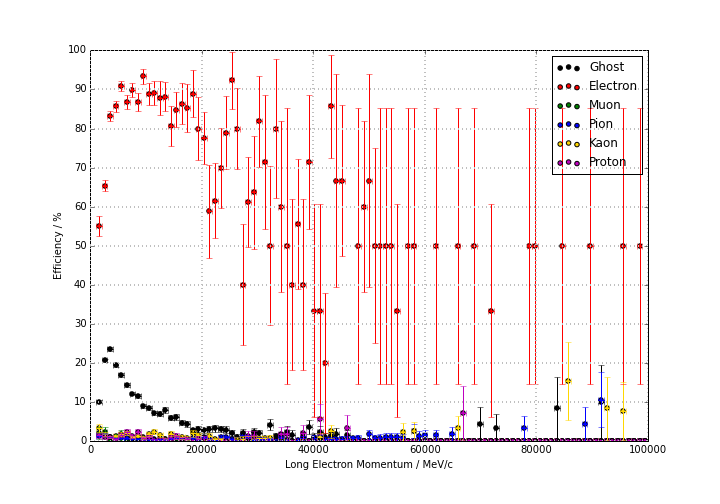 100
90
80
70
60
50
40
30
20
10
0
Efficiency / %
0
20000
40000
60000
80000
100000
Long Electron Momentum / MeV/c
Ghost
Electron
Muon
Pion
Kaon
Proton